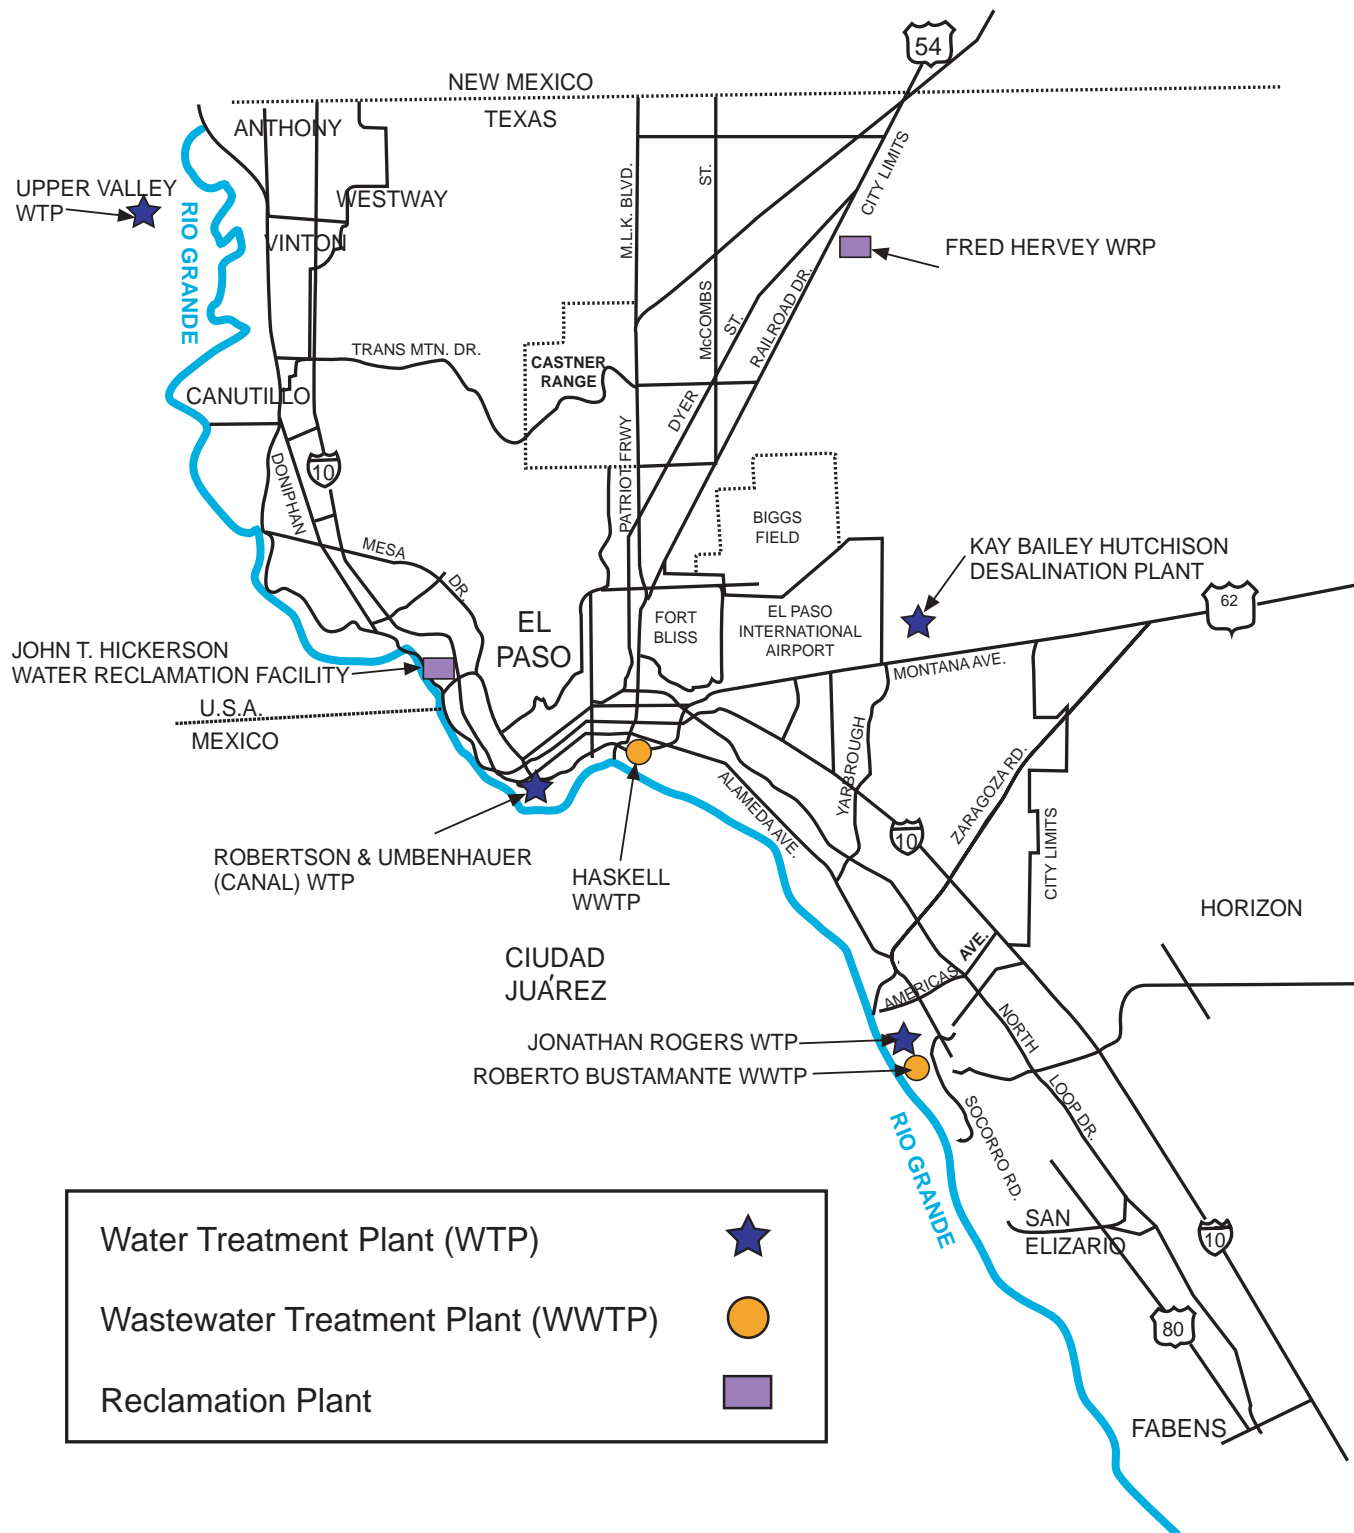 54
NEW MEXICO
TEXAS
ANTHONY
CITY LIMITS
UPPER VALLEY
WTP
WESTWAY
M.L.K. BLVD.
ST.
RIO GRANDE
VINTON
FRED HERVEY WRP
McCOMBS
ST.
RAILROAD DR.
TRANS MTN. DR.
CASTNER
RANGE
CANUTILLO
DYER
10
DONIPHAN
PATRIOT FRWY
BIGGS
FIELD
MESA
DR.
KAY BAILEY HUTCHISON
DESALINATION PLANT
62
EL
PASO
FORT
BLISS
EL PASO
INTERNATIONAL
AIRPORT
JOHN T. HICKERSON
WATER RECLAMATION FACILITY
MONTANA AVE.
U.S.A.
MEXICO
YARBROUGH
ZARAGOZA RD.
ALAMEDA AVE.
10
CITY LIMITS
ROBERTSON & UMBENHAUER
(CANAL) WTP
HASKELL
WWTP
HORIZON
CIUDAD
JUÁREZ
AMERICAS
AVE.
NORTH
LOOP DR.
JONATHAN ROGERS WTP
ROBERTO BUSTAMANTE WWTP
SOCORRO RD.
RIO GRANDE
SAN
ELIZARIO
10
80
FABENS
Water Treatment Plant (WTP)
Wastewater Treatment Plant (WWTP)
Reclamation Plant